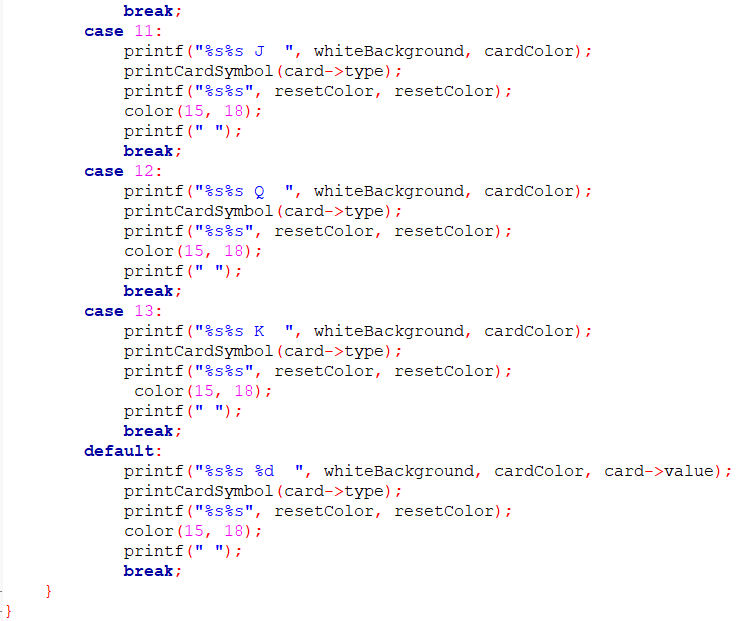 break;
        case 11:
            printf("%s%s J  ", whiteBackground, cardColor);
            printCardSymbol(card->type);
            printf("%s%s", resetColor, resetColor);
            color(15, 18);
            printf(" ");
            break;
        case 12:
            printf("%s%s Q  ", whiteBackground, cardColor);
            printCardSymbol(card->type);
            printf("%s%s", resetColor, resetColor);
            color(15, 18);
            printf(" ");
            break;
        case 13:
            printf("%s%s K  ", whiteBackground, cardColor);
            printCardSymbol(card->type);
            printf("%s%s", resetColor, resetColor);
             color(15, 18);
            printf(" ");
            break;
        default:
            printf("%s%s %d  ", whiteBackground, cardColor, card->value);
            printCardSymbol(card->type);
            printf("%s%s", resetColor, resetColor);
            color(15, 18);
            printf(" ");
            break;
    }
}